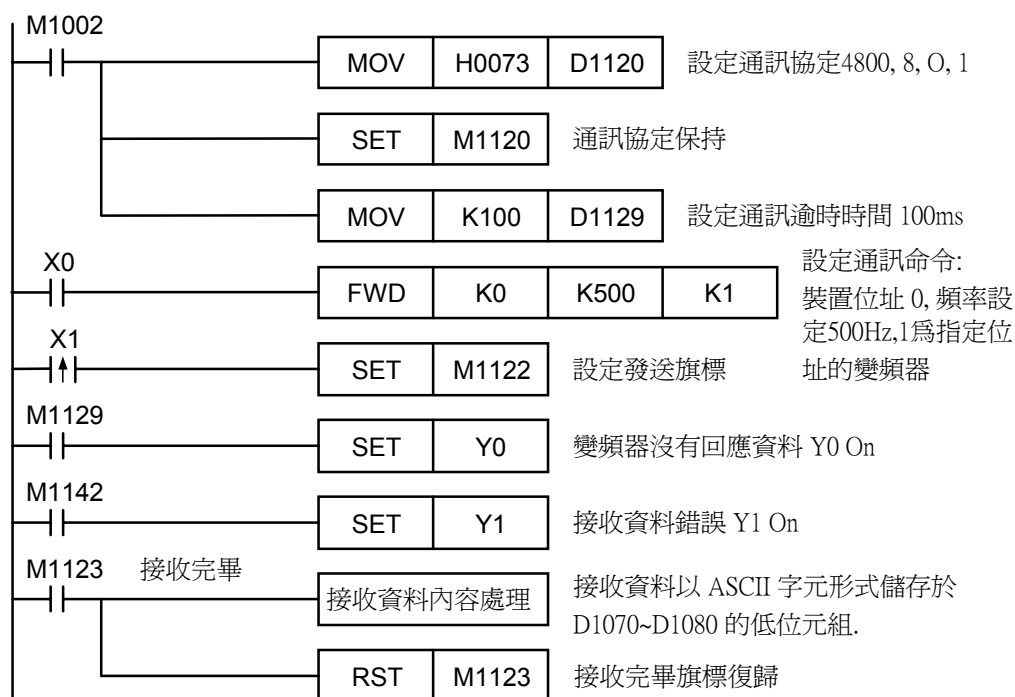 M1002
MOV H0073 D1120 設定通訊協定4800, 8, O, 1
SET M1120 通訊協定保持
MOV K100 D1129 設定通訊逾時時間 100ms
X0
FWD K0 K500 K1
設定通訊命令:
裝置位址 0, 頻率設
定500Hz,1爲指定位
址的變頻器
X1
SET M1122 設定發送旗標
M1129
SET Y0 變頻器沒有回應資料 Y0 On
M1142
SET Y1 接收資料錯誤 Y1 On
M1123 接收完畢
接收資料內容處理
接收資料以 ASCII 字元形式儲存於
D1070~D1080 的低位元組.
RST M1123 接收完畢旗標復歸